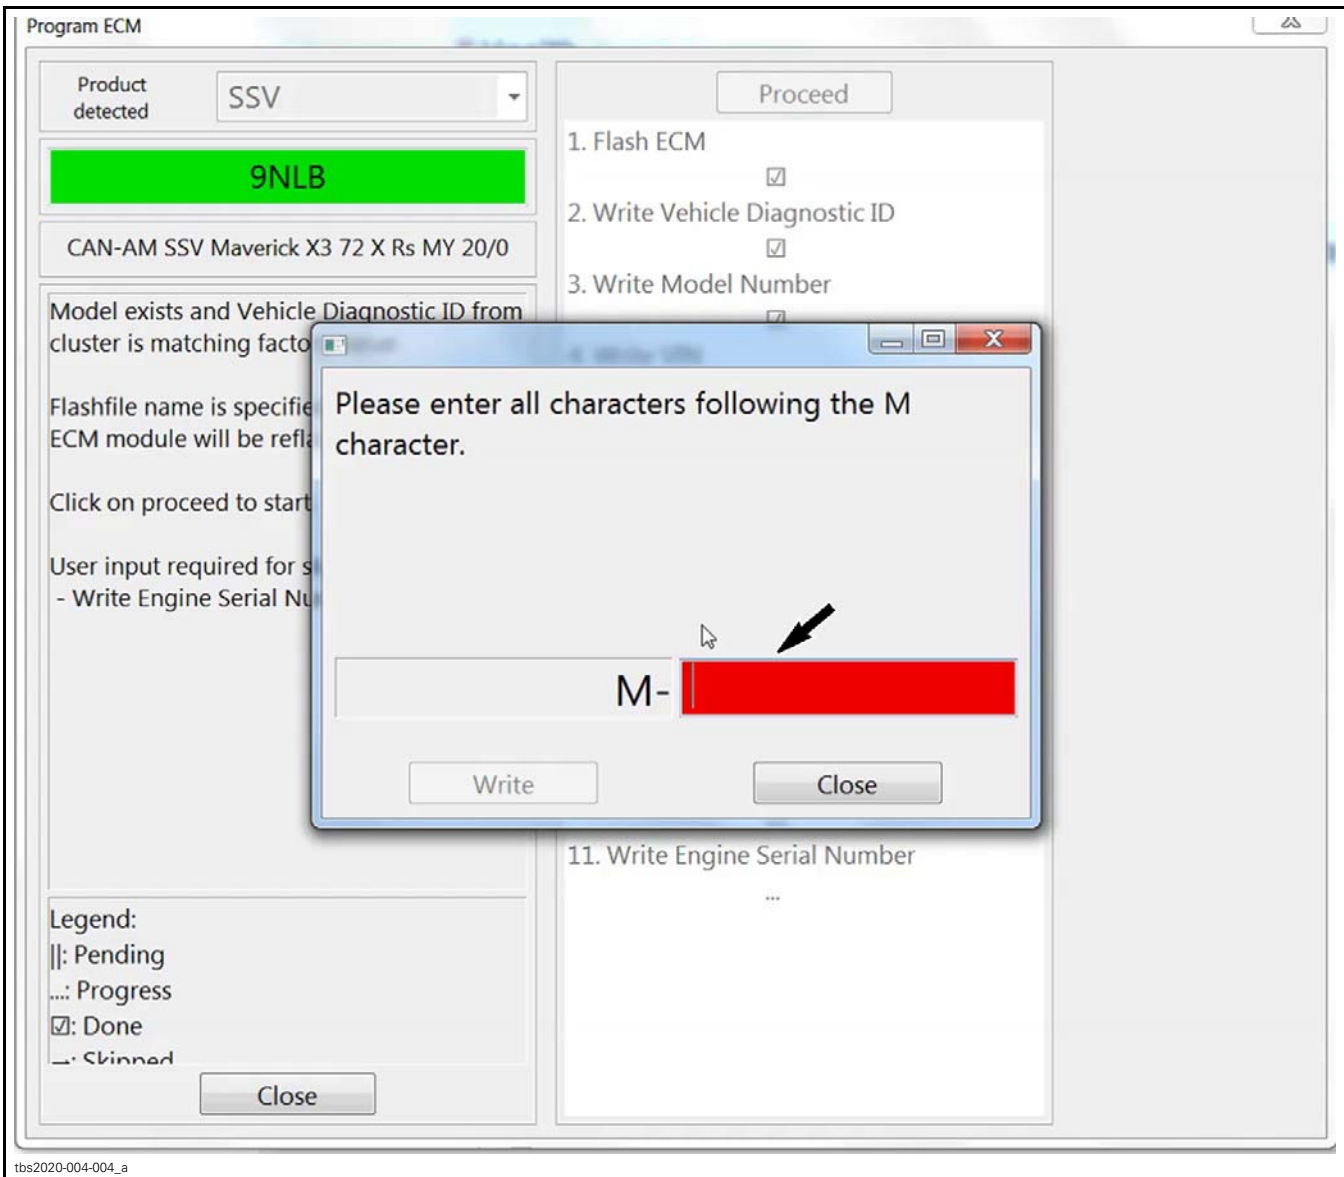 Program ECM
Product
detected
SSV
9NLB
CAN-AM SSV Maverick X3 72 X Rs MY 20/0
Model exists and Vehicle Diagnostic ID from
cluster is matching
Flashfile name is
ECM module will be
Click on proceed to start
User input required for
- Write Engine Serial
Legend:
||: Pending
...: Progress
☑: Done
→: Skipped
Close
Proceed
1. Flash ECM
☑
2. Write Vehicle Diagnostic ID
☑
3. Write Model Number
☑
4. Write VIN
Please enter all characters following the M
character.
M-
Write
Close
11. Write Engine Serial Number
...
tbs2020-004-004_a